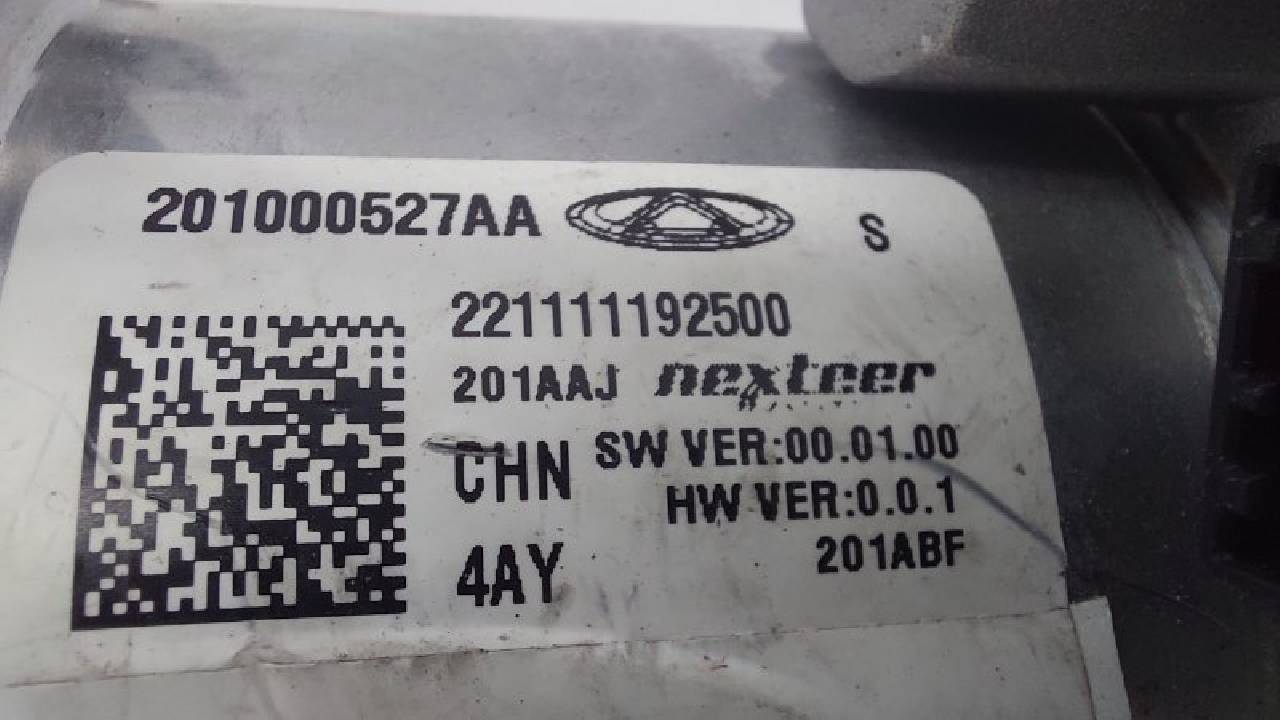 201000527AA S
221111192500
201AAJ nexteer
CHN SW VER:00.01.00
HW VER:0.0.1
4AY 201ABF